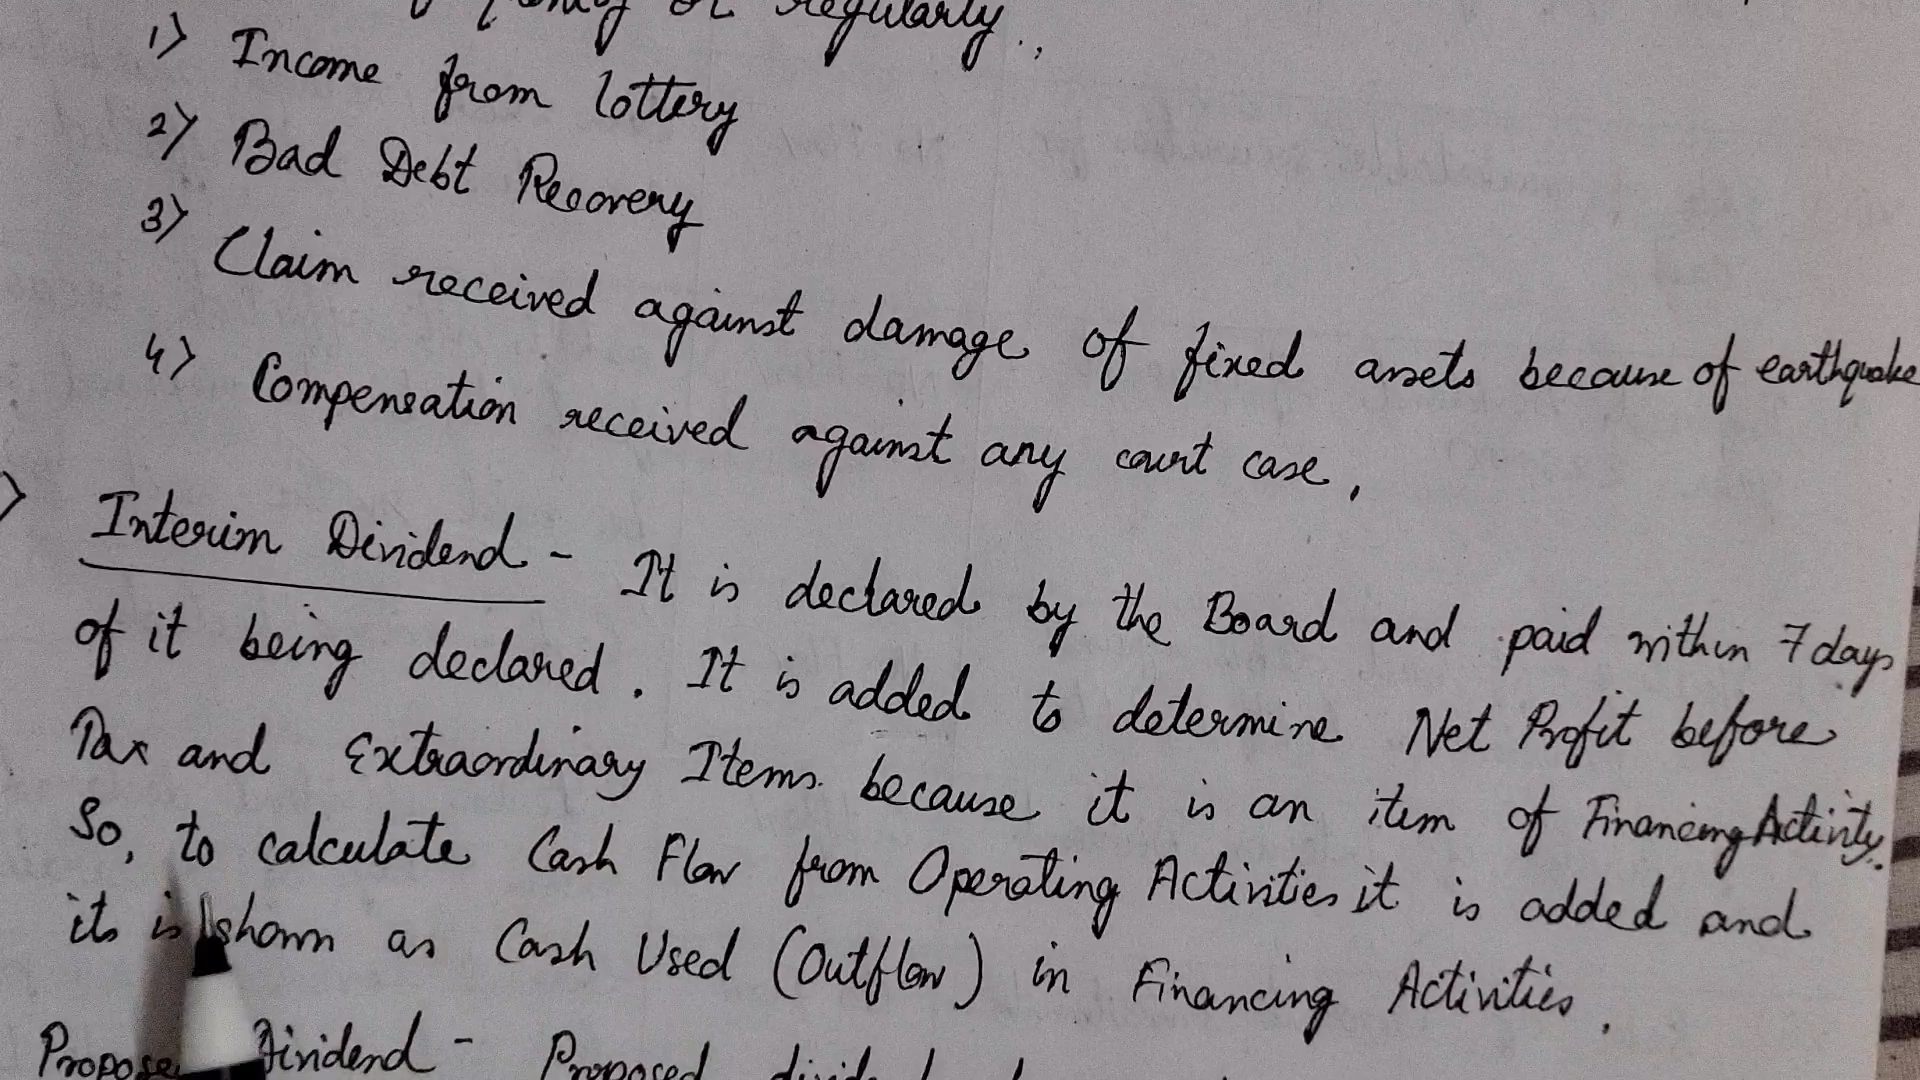 or regularly.,
1) Income from lottery
2) Bad Debt Recovery
3) Claim received against damage of fixed assets because of earthquake
4) Compensation received against any court case,
Interim Dividend - It is declared by the Board and paid within 7 days
of it being declared. It is added to determine Net Profit before
Tax and Extraordinary Items because it is an item of Financing Activity.
So, to calculate Cash Flow from Operating Activities it is added and
its is shown as Cash Used (Outflow) in Financing Activities.
Dividend - Proposed